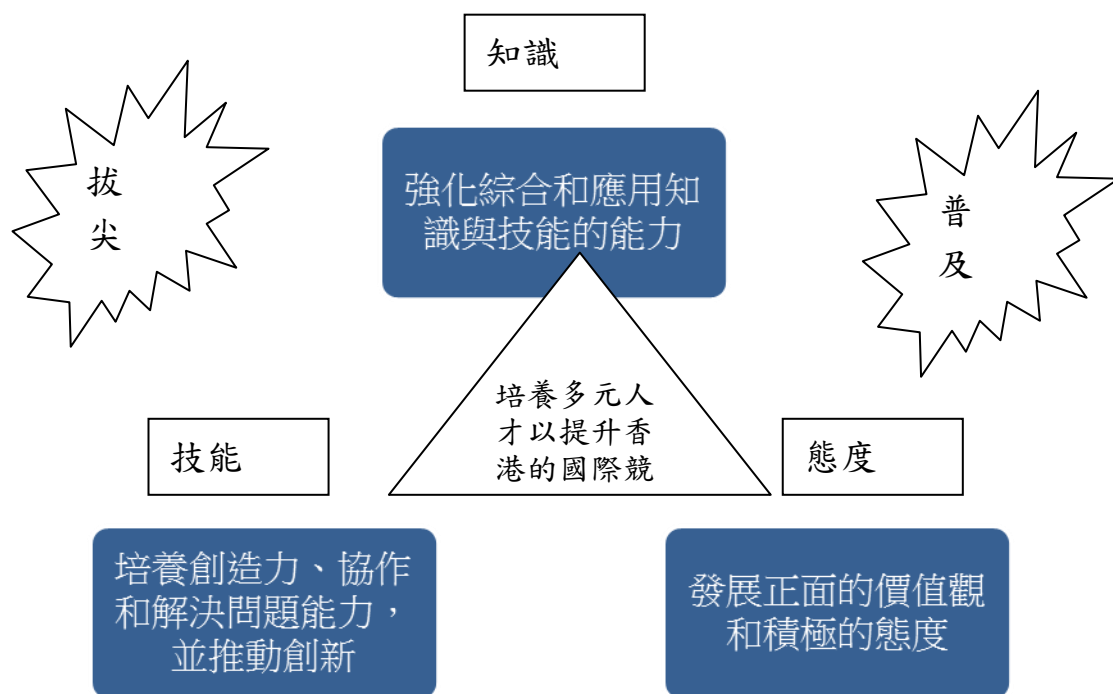 知識
拔
尖
強化綜合和應用知
識與技能的能力
普
及
培養多元人
才以提升香
港的國際競
技能
態度
培養創造力、協作
和解決問題能力，
並推動創新
發展正面的價值觀
和積極的態度